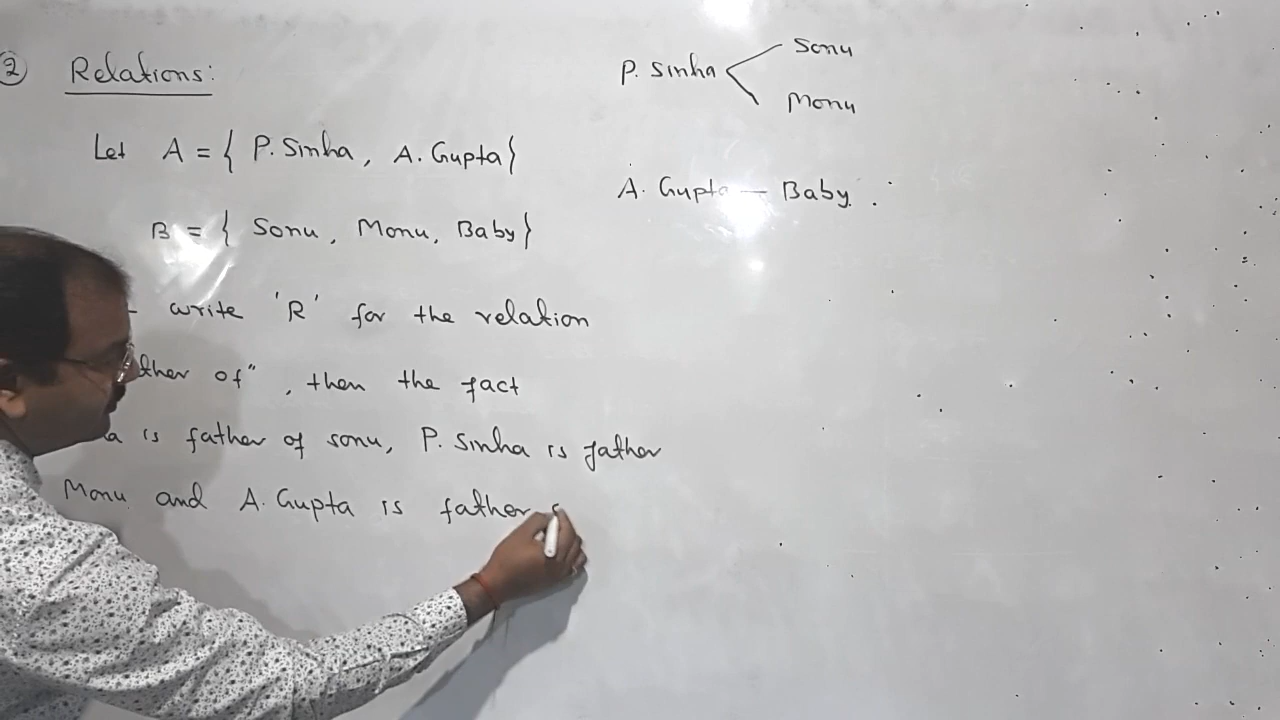 2 Relations:
Let A = { P. Sinha, A. Gupta}
B = { Sonu, Monu, Baby}
write 'R' for the relation
ther of", then the fact
a is father of sonu, P. Sinha is father
Monu and A. Gupta is father
P. Sinha < Sonu
Monu
A. Gupta — Baby.